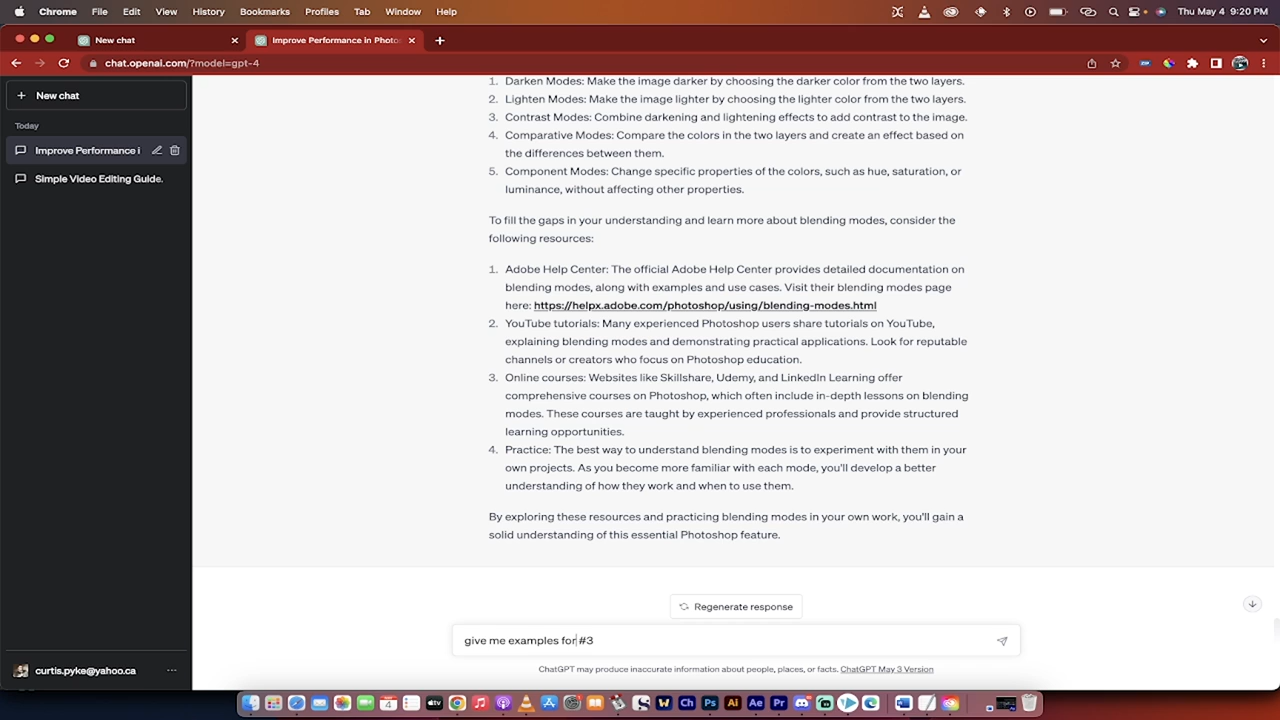 Chrome File Edit View History Bookmarks Profiles Tab Window Help Thu May 4 9:20 PM
New chat Improve Performance in Photos
chat.openai.com/?model=gpt-4
New chat
Today
Improve Performance i
Simple Video Editing Guide.
1. Darken Modes: Make the image darker by choosing the darker color from the two layers.
2. Lighten Modes: Make the image lighter by choosing the lighter color from the two layers.
3. Contrast Modes: Combine darkening and lightening effects to add contrast to the image.
4. Comparative Modes: Compare the colors in the two layers and create an effect based on
the differences between them.
5. Component Modes: Change specific properties of the colors, such as hue, saturation, or
luminance, without affecting other properties.
To fill the gaps in your understanding and learn more about blending modes, consider the
following resources:
1. Adobe Help Center: The official Adobe Help Center provides detailed documentation on
blending modes, along with examples and use cases. Visit their blending modes page
here: https://helpx.adobe.com/photoshop/using/blending-modes.html
2. YouTube tutorials: Many experienced Photoshop users share tutorials on YouTube,
explaining blending modes and demonstrating practical applications. Look for reputable
channels or creators who focus on Photoshop education.
3. Online courses: Websites like Skillshare, Udemy, and LinkedIn Learning offer
comprehensive courses on Photoshop, which often include in-depth lessons on blending
modes. These courses are taught by experienced professionals and provide structured
learning opportunities.
4. Practice: The best way to understand blending modes is to experiment with them in your
own projects. As you become more familiar with each mode, you'll develop a better
understanding of how they work and when to use them.
By exploring these resources and practicing blending modes in your own work, you'll gain a
solid understanding of this essential Photoshop feature.
Regenerate response
give me examples for #3
ChatGPT may produce inaccurate information about people, places, or facts. ChatGPT May 3 Version
curtis.pyke@yahoo.ca
4 tv W Ch Ps Ai Ae Pr